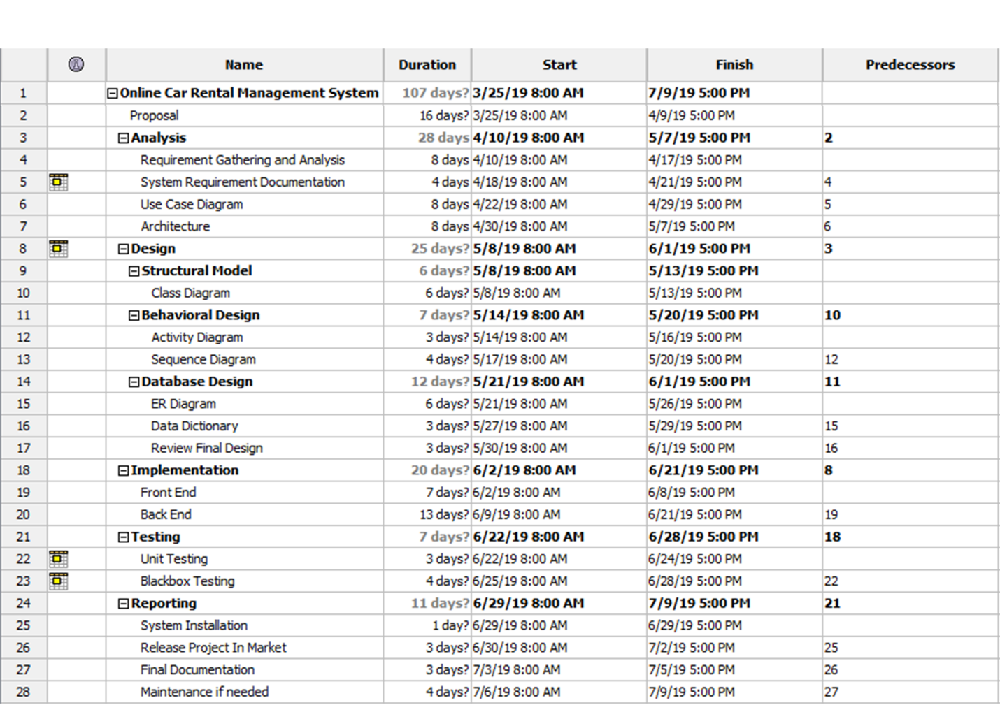 Name Duration Start Finish Predecessors
1 Online Car Rental Management System 107 days? 3/25/19 8:00 AM 7/9/19 5:00 PM
2 Proposal 16 days? 3/25/19 8:00 AM 4/9/19 5:00 PM
3 Analysis 28 days 4/10/19 8:00 AM 5/7/19 5:00 PM 2
4 Requirement Gathering and Analysis 8 days 4/10/19 8:00 AM 4/17/19 5:00 PM
5 System Requirement Documentation 4 days 4/18/19 8:00 AM 4/21/19 5:00 PM 4
6 Use Case Diagram 8 days 4/22/19 8:00 AM 4/29/19 5:00 PM 5
7 Architecture 8 days 4/30/19 8:00 AM 5/7/19 5:00 PM 6
8 Design 25 days? 5/8/19 8:00 AM 6/1/19 5:00 PM 3
9 Structural Model 6 days? 5/8/19 8:00 AM 5/13/19 5:00 PM
10 Class Diagram 6 days? 5/8/19 8:00 AM 5/13/19 5:00 PM
11 Behavioral Design 7 days? 5/14/19 8:00 AM 5/20/19 5:00 PM 10
12 Activity Diagram 3 days? 5/14/19 8:00 AM 5/16/19 5:00 PM
13 Sequence Diagram 4 days? 5/17/19 8:00 AM 5/20/19 5:00 PM 12
14 Database Design 12 days? 5/21/19 8:00 AM 6/1/19 5:00 PM 11
15 ER Diagram 6 days? 5/21/19 8:00 AM 5/26/19 5:00 PM
16 Data Dictionary 3 days? 5/27/19 8:00 AM 5/29/19 5:00 PM 15
17 Review Final Design 3 days? 5/30/19 8:00 AM 6/1/19 5:00 PM 16
18 Implementation 20 days? 6/2/19 8:00 AM 6/21/19 5:00 PM 8
19 Front End 7 days? 6/2/19 8:00 AM 6/8/19 5:00 PM
20 Back End 13 days? 6/9/19 8:00 AM 6/21/19 5:00 PM 19
21 Testing 7 days? 6/22/19 8:00 AM 6/28/19 5:00 PM 18
22 Unit Testing 3 days? 6/22/19 8:00 AM 6/24/19 5:00 PM
23 Blackbox Testing 4 days? 6/25/19 8:00 AM 6/28/19 5:00 PM 22
24 Reporting 11 days? 6/29/19 8:00 AM 7/9/19 5:00 PM 21
25 System Installation 1 day? 6/29/19 8:00 AM 6/29/19 5:00 PM
26 Release Project In Market 3 days? 6/30/19 8:00 AM 7/2/19 5:00 PM 25
27 Final Documentation 3 days? 7/3/19 8:00 AM 7/5/19 5:00 PM 26
28 Maintenance if needed 4 days? 7/6/19 8:00 AM 7/9/19 5:00 PM 27